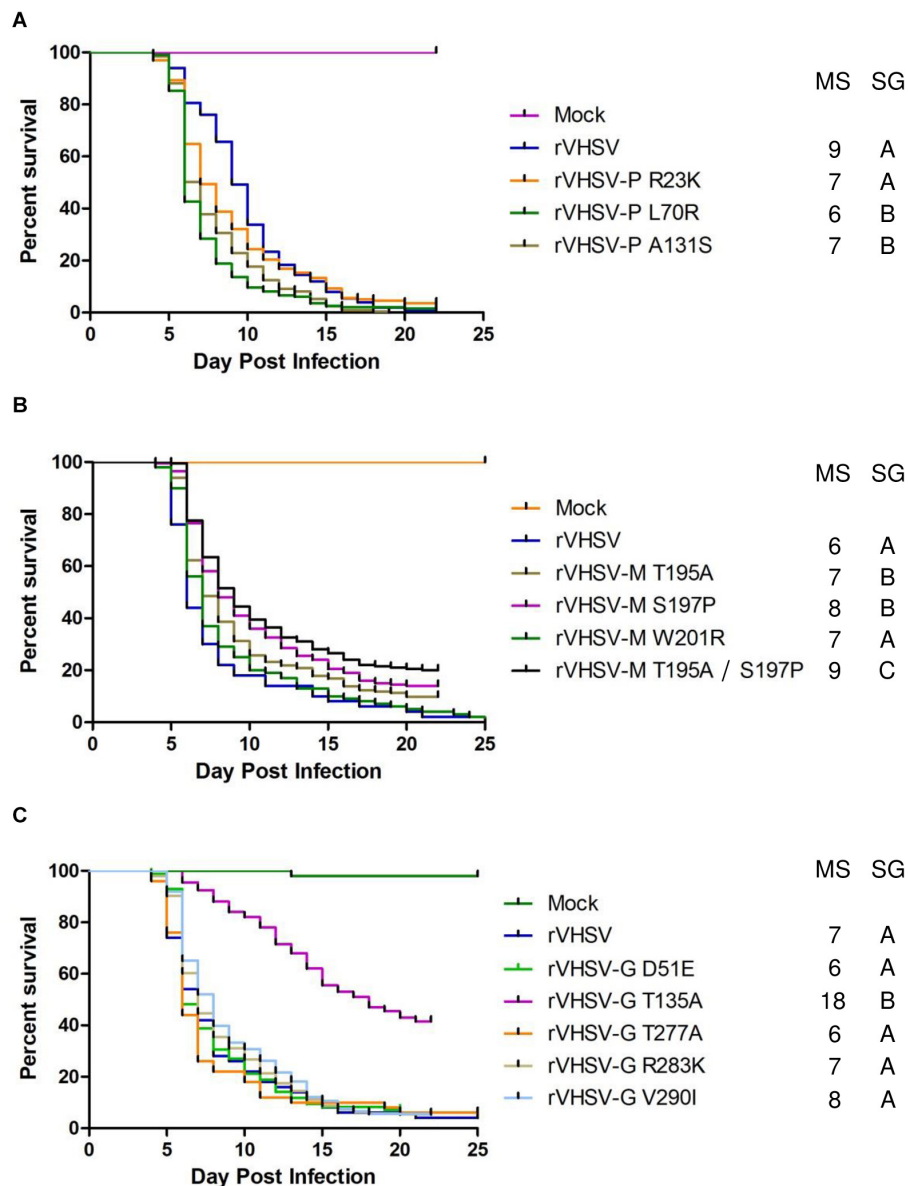 A
MS SG
Mock
rVHSV 9 A
rVHSV-P R23K 7 A
rVHSV-P L70R 6 B
rVHSV-P A131S 7 B
Percent survival
100
80
60
40
20
0
0 5 10 15 20 25
Day Post Infection
B
MS SG
Mock
rVHSV 6 A
rVHSV-M T195A 7 B
rVHSV-M S197P 8 B
rVHSV-M W201R 7 A
rVHSV-M T195A / S197P 9 C
Percent survival
100
80
60
40
20
0
0 5 10 15 20 25
Day Post Infection
C
MS SG
Mock
rVHSV 7 A
rVHSV-G D51E 6 A
rVHSV-G T135A 18 B
rVHSV-G T277A 6 A
rVHSV-G R283K 7 A
rVHSV-G V290I 8 A
Percent survival
100
80
60
40
20
0
0 5 10 15 20 25
Day Post Infection